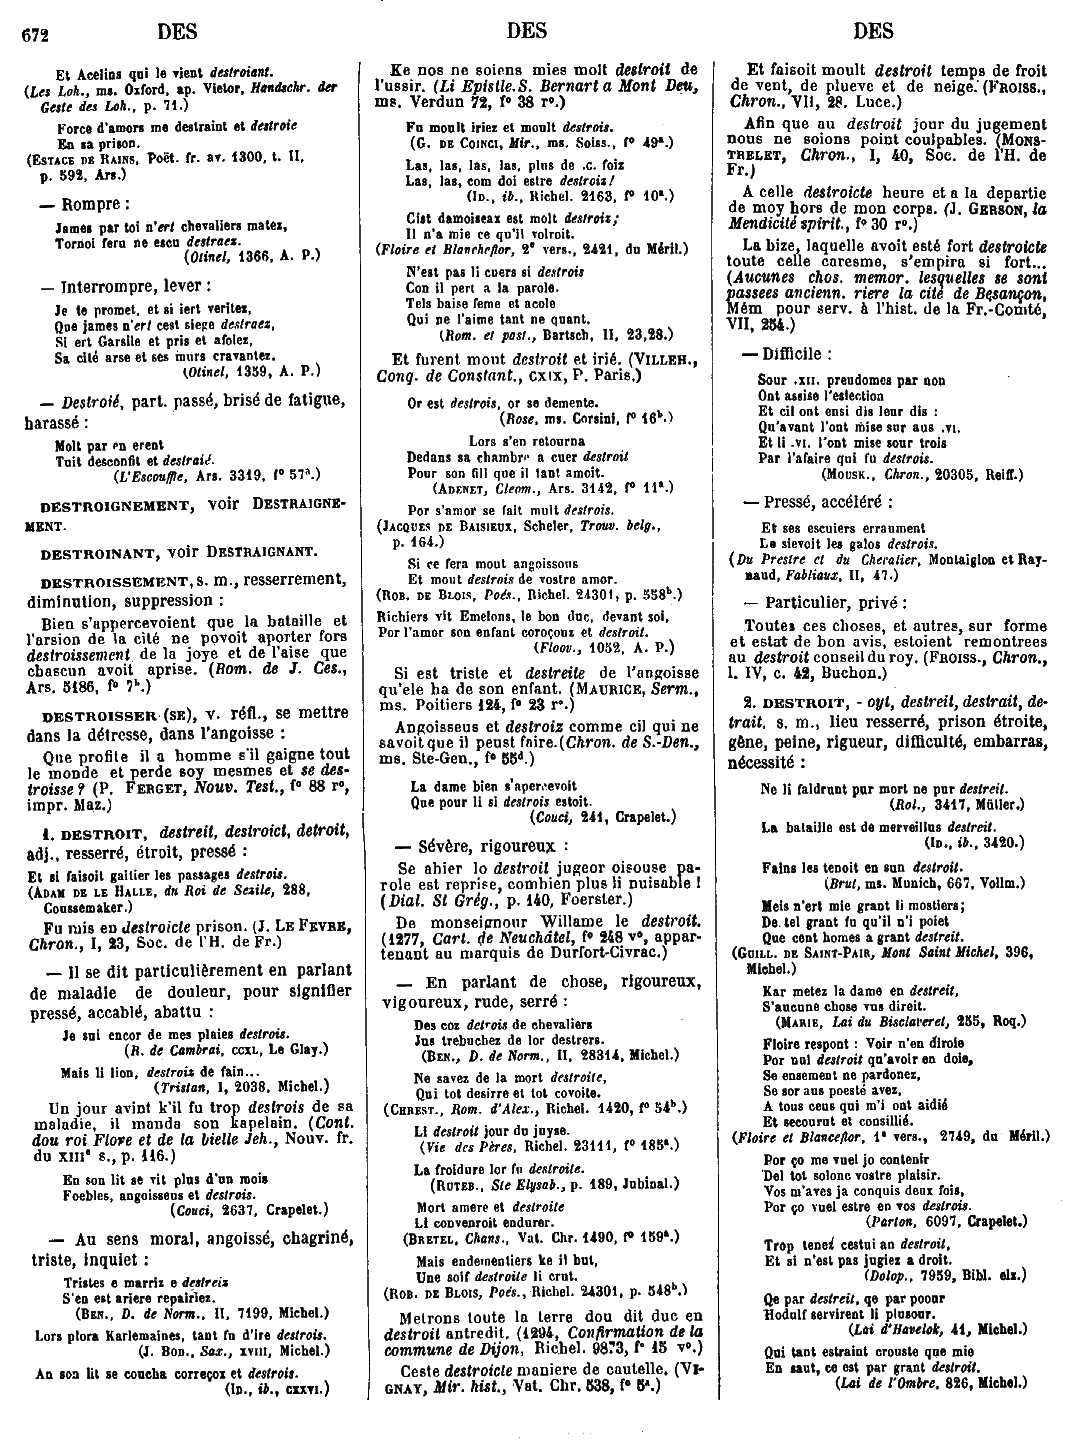 672 DES DES DES
Et Acelins qui le vient destroiant.
(Les Loh., ms. Oxford, ap. Vietor, Handschr. der
Geste des Loh., p. 71.)
Force d'amors me destraint et destroie
En sa prison.
(ESTACE DE RAINS, Poët. fr. av. 1300, t. II,
p. 592, Ars.)
— Rompre :
James par toi n'ert chevaliers matez,
Tornoi feru ne escu destraez.
(Otinel, 1366, A. P.)
— Interrompre, lever :
Je te promet, et si iert veritez,
Que james n'ert cest siege destraez,
Si ert Garsile et pris et afolez,
Sa cité arse et ses murs cravantez.
(Otinel, 1359, A. P.)
— Destroié, part. passé, brisé de fatigue,
harassé :
Molt par en erent
Tuit desconfit et destraié.
(L'Escouffle, Ars. 3319, f° 57ª.)
DESTROIGNEMENT, voir DESTRAIGNE-
MENT.
DESTROINANT, voir DESTRAIGNANT.
DESTROISSEMENT, s. m., resserrement,
diminution, suppression :
Bien s'appercevoient que la bataille et
l'arsion de la cité ne povoit aporter fors
destroissement de la joye et de l'aise que
chascun avoit aprise. (Rom. de J. Ces.,
Ars. 5186, f° 7ᵇ.)
DESTROISSER (SE), v. réfl., se mettre
dans la détresse, dans l'angoisse :
Que profite il a homme s'il gaigne tout
le monde et perde soy mesmes et se des-
troisse ? (P. FERGET, Nouv. Test., f° 88 r°,
impr. Maz.)
1. DESTROIT, destreit, destroict, detroit,
adj., resserré, étroit, pressé :
Et si faisoit gaitier les passages destrois.
(ADAM DE LE HALLE, du Roi de Sezile, 288,
Coussemaker.)
Fu mis en destroicte prison. (J. LE FEVRE,
Chron., I, 23, Soc. de l'H. de Fr.)
— Il se dit particulièrement en parlant
de maladie de douleur, pour signifier
pressé, accablé, abattu :
Je sui encor de mes plaies destrois.
(R. de Cambrai, CCXL, Le Glay.)
Mais li lion, destroiz de fain...
(Tristan, I, 2038, Michel.)
Un jour avint k'il fu trop destrois de sa
maladie, il manda son kapelain. (Cont.
dou roi Flore et de la bielle Jeh., Nouv. fr.
du XIIIᵉ s., p. 116.)
En son lit se vit plus d'un mois
Foebles, angoisseus et destrois.
(Couci, 2637, Crapelet.)
— Au sens moral, angoissé, chagriné,
triste, inquiet :
Tristes e marriz e destreiz
S'en est ariere repairiez.
(BEN., D. de Norm., II, 7199, Michel.)
Lors plora Karlemaines, tant fu d'ire destrois.
(J. BOD., Sax., XVIII, Michel.)
An son lit se coucha correçoz et destrois.
(ID., ib., CXXVI.)
Ke nos ne soiens mies molt destroit de
l'ussir. (Li Epistle. S. Bernart a Mont Deu,
ms. Verdun 72, f° 38 r°.)
Fu moult iriez et moult destrois.
(G. DE COINCI, Mir., ms. Soiss., f° 49ª.)
Las, las, las, las, plus de .c. foiz
Las, las, com doi estre destroiz !
(ID., ib., Richel. 2163, f° 10ª.)
Cist damoiseax est molt destroiz ;
Il n'a mie ce qu'il volroit.
(Floire et Blancheflor, 2ᵉ vers., 2421, du Méril.)
N'est pas li cuers si destrois
Con il pert a la parole.
Tels baise feme et acole
Qui ne l'aime tant ne quant.
(Rom. et past., Bartsch, II, 23,28.)
Et furent mout destroit et irié. (VILLEH.,
Conq. de Constant., CXIX, P. Paris.)
Or est destrois, or se demente.
(Rose, ms. Corsini, f° 16ᵇ.)
Lors s'en retourna
Dedans sa chambre a cuer destroit
Pour son fill que il tant amoit.
(ADENET, Cleom., Ars. 3142, f° 11ª.)
Por s'amor se fait mult destrois.
(JACQUES DE BAISIEUX, Scheler, Trouv. belg.,
p. 164.)
Si ce fera mout angoissous
Et mout destrois de vostre amor.
(ROB. DE BLOIS, Poés., Richel. 24301, p. 558ᵇ.)
Richiers vit Emelons, le bon duc, devant soi,
Por l'amor son enfant coroçouz et destroit.
(Floov., 1052, A. P.)
Si est triste et destreite de l'angoisse
qu'ele ha de son enfant. (MAURICE, Serm.,
ms. Poitiers 124, f° 23 r°.)
Angoisseus et destroiz comme cil qui ne
savoit que il peust faire. (Chron. de S.-Den.,
ms. Ste-Gen., f° 55ᵈ.)
La dame bien s'apercevoit
Que pour li si destrois estoit.
(Couci, 241, Crapelet.)
— Sévère, rigoureux :
Se ahier lo destroit jugeor oisouse pa-
role est reprise, combien plus li nuisable !
(Dial. St Grég., p. 140, Foerster.)
De monseignour Willame le destroit.
(1277, Cart. de Neuchâtel, f° 248 v°, appar-
tenant au marquis de Durfort-Civrac.)
— En parlant de chose, rigoureux,
vigoureux, rude, serré :
Des coz detrois de chevaliers
Jus trebuchez de lor destrers.
(BEN., D. de Norm., II, 28314, Michel.)
Ne savez de la mort destroite,
Qui tot desirre et tot covoite.
(CHREST., Rom. d'Alex., Richel. 1420, f° 54ᵇ.)
Li destroit jour du juyse.
(Vie des Pères, Richel. 23111, f° 185ª.)
La froidure lor fu destroite.
(RUTEB., Ste Elysab., p. 189, Jubinal.)
Mort amere et destroite
Li convenroit endurer.
(BRETEL, Chans., Vat. Chr. 1490, f° 159ª.)
Mais endementiers ke il but,
Une soif destroite li crut.
(ROB. DE BLOIS, Poés., Richel. 24301, p. 548ᵇ.)
Metrons toute la terre dou dit duc en
destroit antredit. (1294, Confirmation de la
commune de Dijon, Richel. 9873, f° 15 v°.)
Ceste destroicte maniere de cautelle. (VI-
GNAY, Mir. hist., Vat. Chr. 538, f° 5ᴬ.)
Et faisoit moult destroit temps de froit
de vent, de plueve et de neige. (FROISS.,
Chron., VII, 28. Luce.)
Afin que au destroit jour du jugement
nous ne soions point coulpables. (MONS-
TRELET, Chron., I, 40, Soc. de l'H. de
Fr.)
A celle destroicte heure et a la departie
de moy hors de mon corps. (J. GERSON, la
Mendicité spirit., f° 30 r°.)
La bize, laquelle avoit esté fort destroicte
toute celle caresme, s'empira si fort...
(Aucunes chos. memor. lesquelles se sont
passees ancienn. riere la cité de Besançon,
Mém pour serv. à l'hist. de la Fr.-Comté,
VII, 254.)
— Difficile :
Sour .XII. preudomes par non
Ont assise l'eslection
Et cil ont ensi dis leur dis :
Qu'avant l'ont mise sur aus .VI.
Et li .VI. l'ont mise sour trois
Par l'afaire qui fu destrois.
(MOUSK., Chron., 20305, Reiff.)
— Pressé, accéléré :
Et ses escuiers erraument
Le sievoit les galos destrois.
(Du Prestre et du Chevalier, Montaiglon et Ray-
naud, Fabliaux, II, 47.)
— Particulier, privé :
Toutes ces choses, et autres, sur forme
et estat de bon avis, estoient remontrees
au destroit conseil du roy. (FROISS., Chron.,
l. IV, c. 42, Buchon.)
2. DESTROIT, - oyt, destreit, destrait, de-
trait. s. m., lieu resserré, prison étroite,
gêne, peine, rigueur, difficulté, embarras,
nécessité :
Ne li faldrunt pur mort ne pur destreit.
(Rol., 3417, Müller.)
La bataille est de merveillus destreit.
(ID., ib., 3420.)
Fains les tenoit en sun destroit.
(Brut, ms. Munich, 667, Vollm.)
Meis n'ert mie grant li mostiers;
De tel grant fu qu'il n'i poiet
Que cent homes a grant destreit.
(GUILL. DE SAINT-PAIR, Mont Saint Michel, 396,
Michel.)
Kar metez la dame en destreit,
S'aucune chose vus direit.
(MARIE, Lai du Bisclaveret, 255, Roq.)
Floire respont : Voir n'en diroie
Por nul destroit qu'avoir en doie,
Se ensement ne pardonez,
Se sor aus poesté avez,
A tous ceus qui m'i ont aidié
Et secourut et consillié.
(Floire et Blanceflor, 1ª vers., 2749, du Méril.)
Por ço me vuel jo contenir
Del tot solonc vostre plaisir.
Vos m'aves ja conquis deux fois,
Por ço vuel estre en vos destrois.
(Parton, 6097, Crapelet.)
Trop teneí cestui an destroit,
Et si n'est pas jugiez a droit.
(Dolop., 7959, Bibl. elz.)
Qe par destreit, qe par poour
Hodulf servirent li plusour.
(Lai d'Havelok, 41, Michel.)
Qui tant estraint crouste que mie
En saut, ce est par grant destroit.
(Lai de l'Ombre, 826, Michel.)